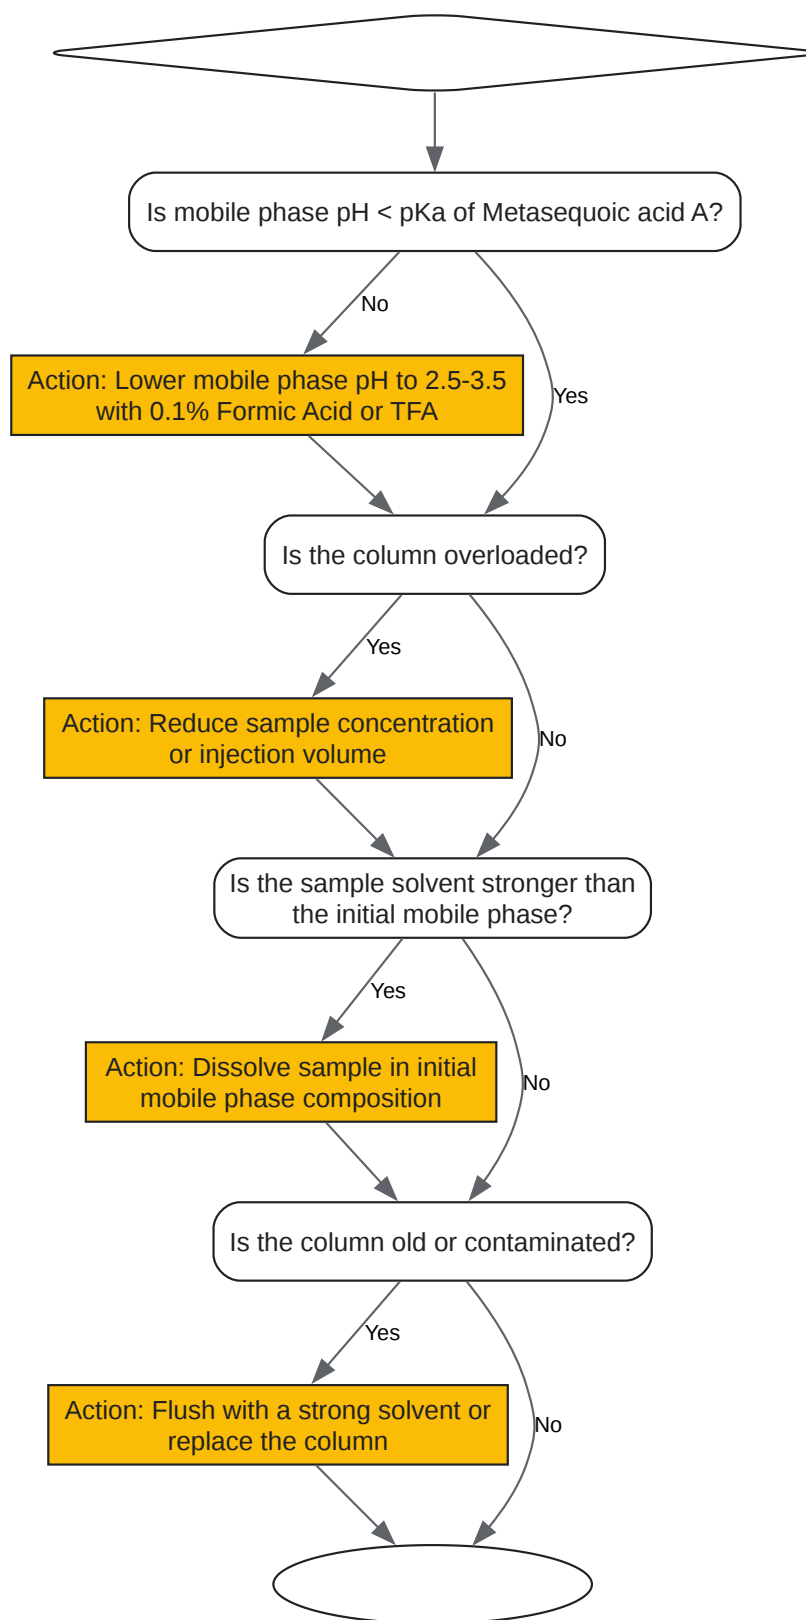 Is mobile phase pH < pKa of Metasequoic acid A?
No
Action: Lower mobile phase pH to 2.5-3.5
with 0.1% Formic Acid or TFA
Yes
Is the column overloaded?
Yes
Action: Reduce sample concentration
or injection volume
No
Is the sample solvent stronger than
the initial mobile phase?
Yes
Action: Dissolve sample in initial
mobile phase composition
No
Is the column old or contaminated?
Yes
Action: Flush with a strong solvent or
replace the column
No